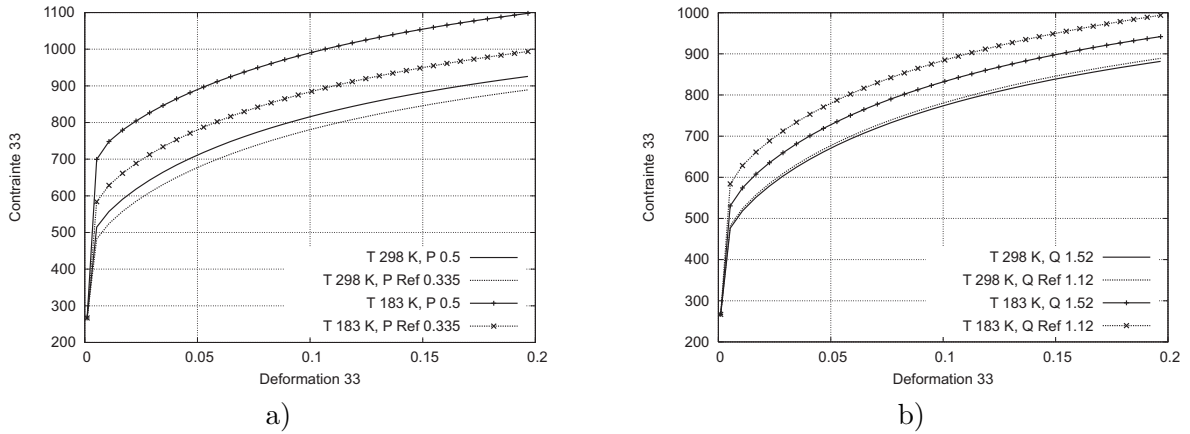 1100
1000
900
800
700
600
500
400
300
200
Contrainte 33
0
0.05
0.1
0.15
0.2
Deformation 33
T 298 K, P 0.5
T 298 K, P Ref 0.335
T 183 K, P 0.5
T 183 K, P Ref 0.335
a)
1000
900
800
700
600
500
400
300
200
Contrainte 33
0
0.05
0.1
0.15
0.2
Deformation 33
T 298 K, Q 1.52
T 298 K, Q Ref 1.12
T 183 K, Q 1.52
T 183 K, Q Ref 1.12
b)